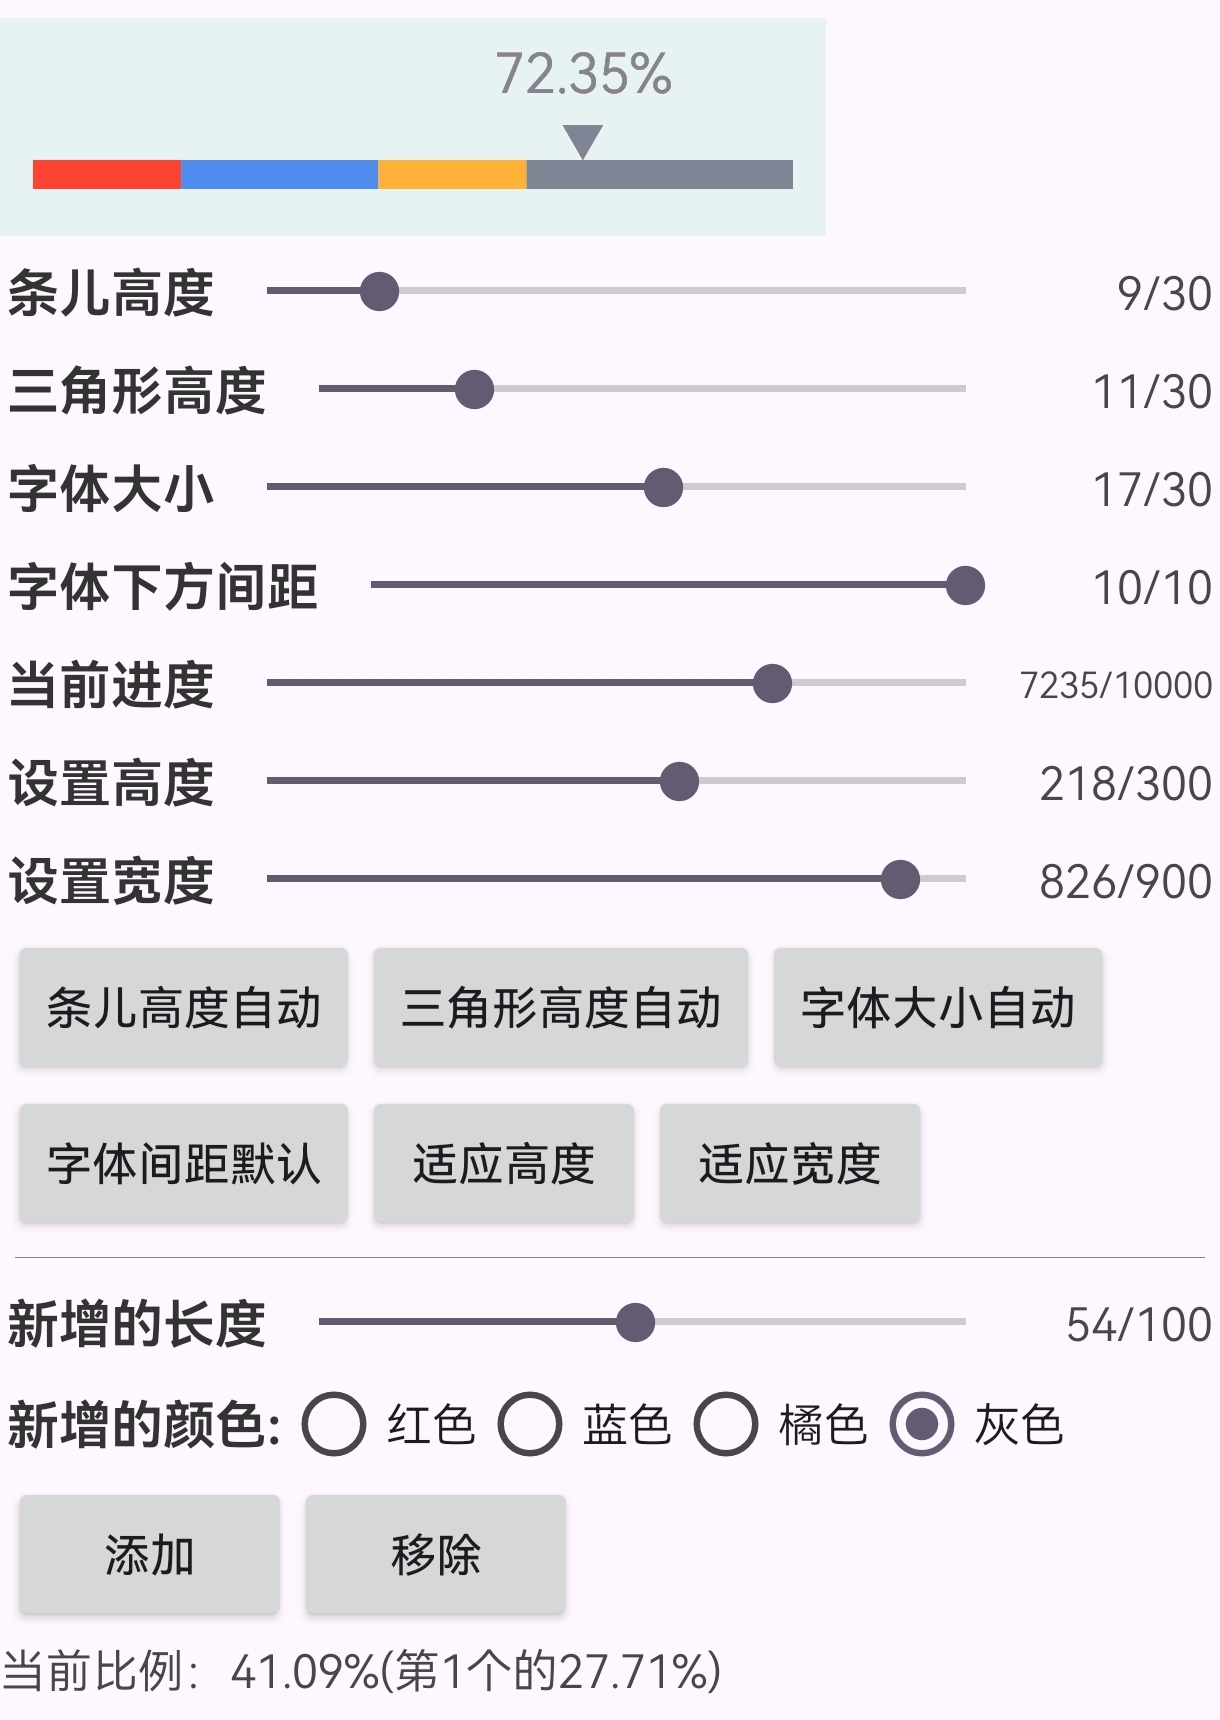 72.35%
条儿高度 9/30
三角形高度 11/30
字体大小 17/30
字体下方间距 10/10
当前进度 7235/10000
设置高度 218/300
设置宽度 826/900
条儿高度自动 三角形高度自动 字体大小自动
字体间距默认 适应高度 适应宽度
新增的长度 54/100
新增的颜色: 红色 蓝色 橘色 灰色
添加 移除
当前比例：41.09%(第1个的27.71%)